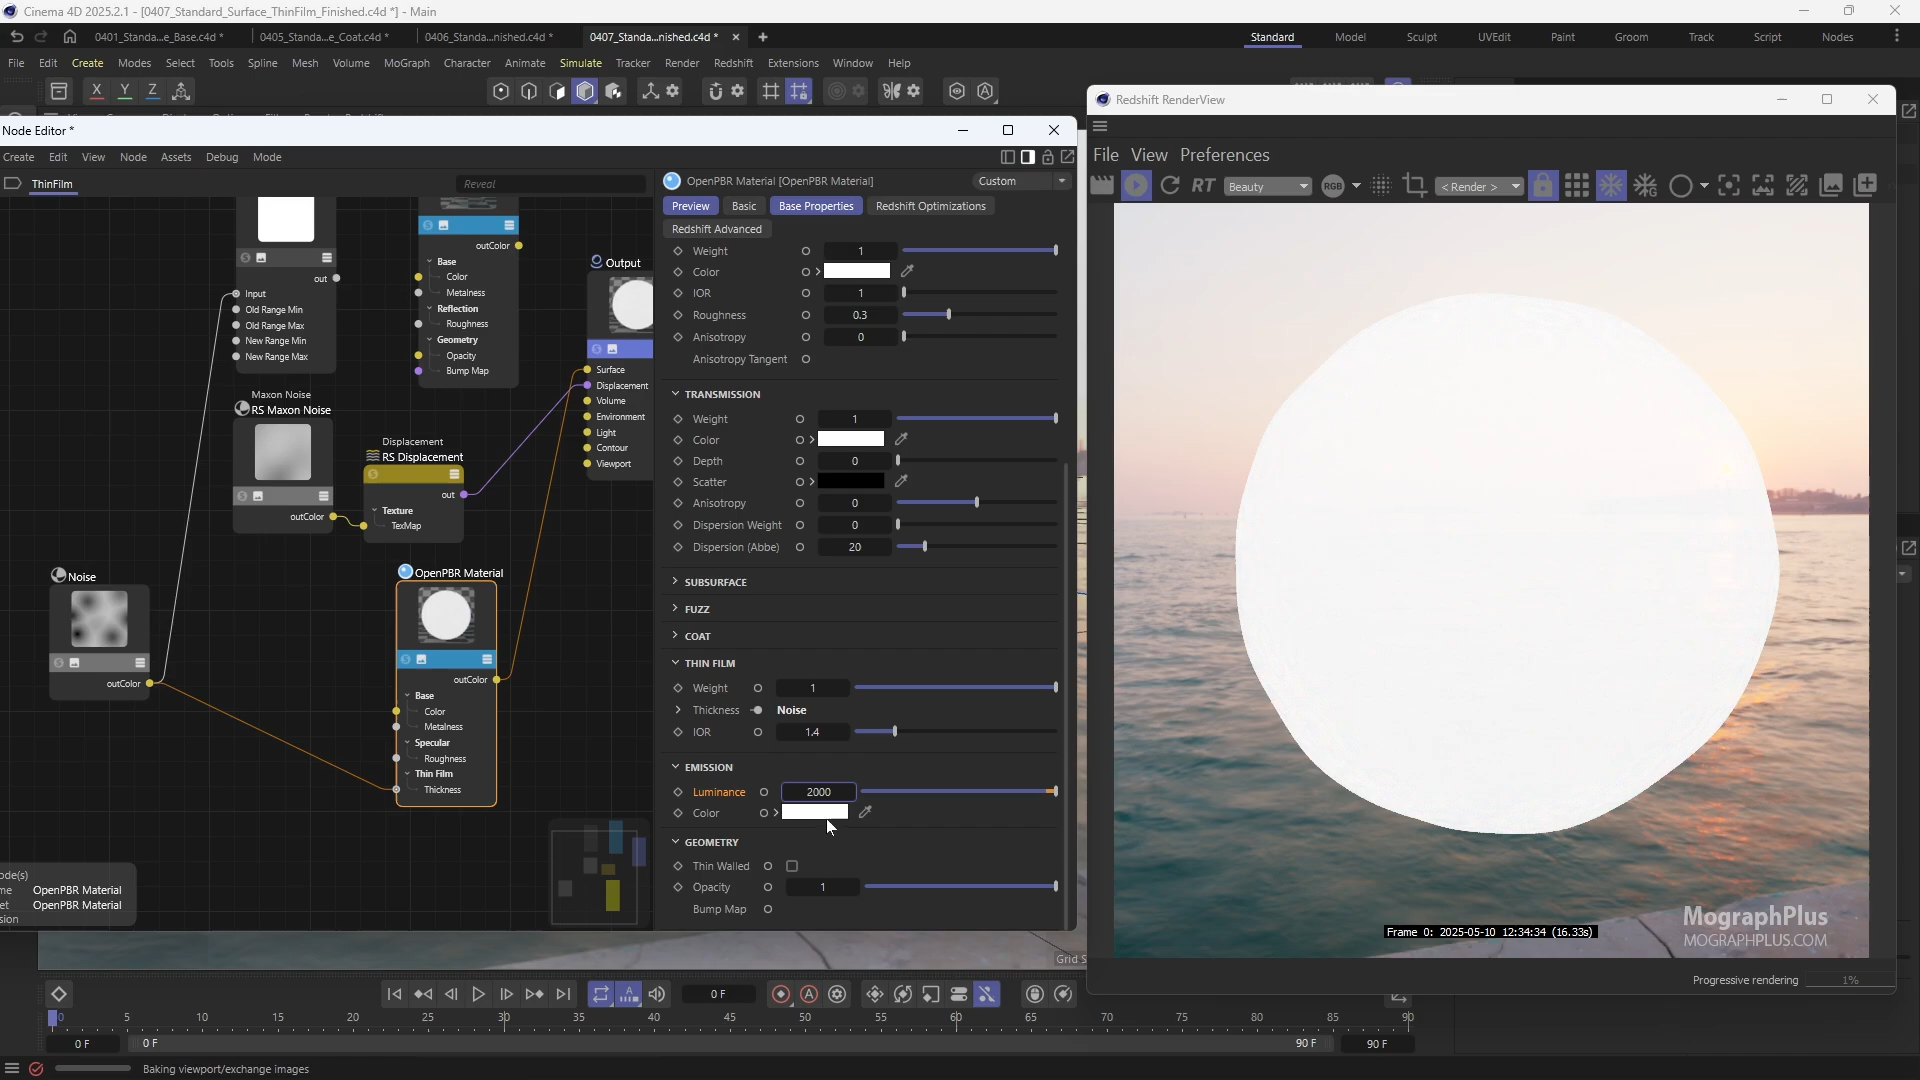 Cinema 4D 2025.2.1 - [0407_Standard_Surface_ThinFilm_Finished.c4d *] - Main
0401_Standa...e_Base.c4d *
0405_Standa...e_Coat.c4d *
0406_Standa...nished.c4d *
0407_Standa...nished.c4d *
Standard
Model
Sculpt
UVEdit
Paint
Groom
Track
Script
Nodes
File Edit Create Modes Select Tools Spline Mesh Volume MoGraph Character Animate Simulate Tracker Render Redshift Extensions Window Help
X Y Z
Node Editor *
Create Edit View Node Assets Debug Mode
ThinFilm
Reveal
out
Input
Old Range Min
Old Range Max
New Range Min
New Range Max
outColor
Base
Color
Metalness
Reflection
Roughness
Geometry
Opacity
Bump Map
Output
Surface
Displacement
Volume
Environment
Light
Contour
Viewport
Maxon Noise
RS Maxon Noise
outColor
Displacement
RS Displacement
out
Texture
TexMap
Noise
outColor
OpenPBR Material
outColor
Base
Color
Metalness
Specular
Roughness
Thin Film
Thickness
ode(s)
me OpenPBR Material
et OpenPBR Material
sion
OpenPBR Material [OpenPBR Material]
Custom
Preview
Basic
Base Properties
Redshift Optimizations
Redshift Advanced
Weight 1
Color
IOR 1
Roughness 0.3
Anisotropy 0
Anisotropy Tangent
TRANSMISSION
Weight 1
Color
Depth 0
Scatter
Anisotropy 0
Dispersion Weight 0
Dispersion (Abbe) 20
SUBSURFACE
FUZZ
COAT
THIN FILM
Weight 1
Thickness Noise
IOR 1.4
EMISSION
Luminance 2000
Color
GEOMETRY
Thin Walled
Opacity 1
Bump Map
Redshift RenderView
File View Preferences
RT
Beauty
RGB
< Render >
MographPlus
MOGRAPHPLUS.COM
Frame 0: 2025-05-10 12:34:34 (16.33s)
Progressive rendering 1%
Grid S
0 F
0 5 10 15 20 25 30 35 40 45 50 55 60 65 70 75 80 85 90
0 F
0 F
90 F
90 F
Baking viewport/exchange images